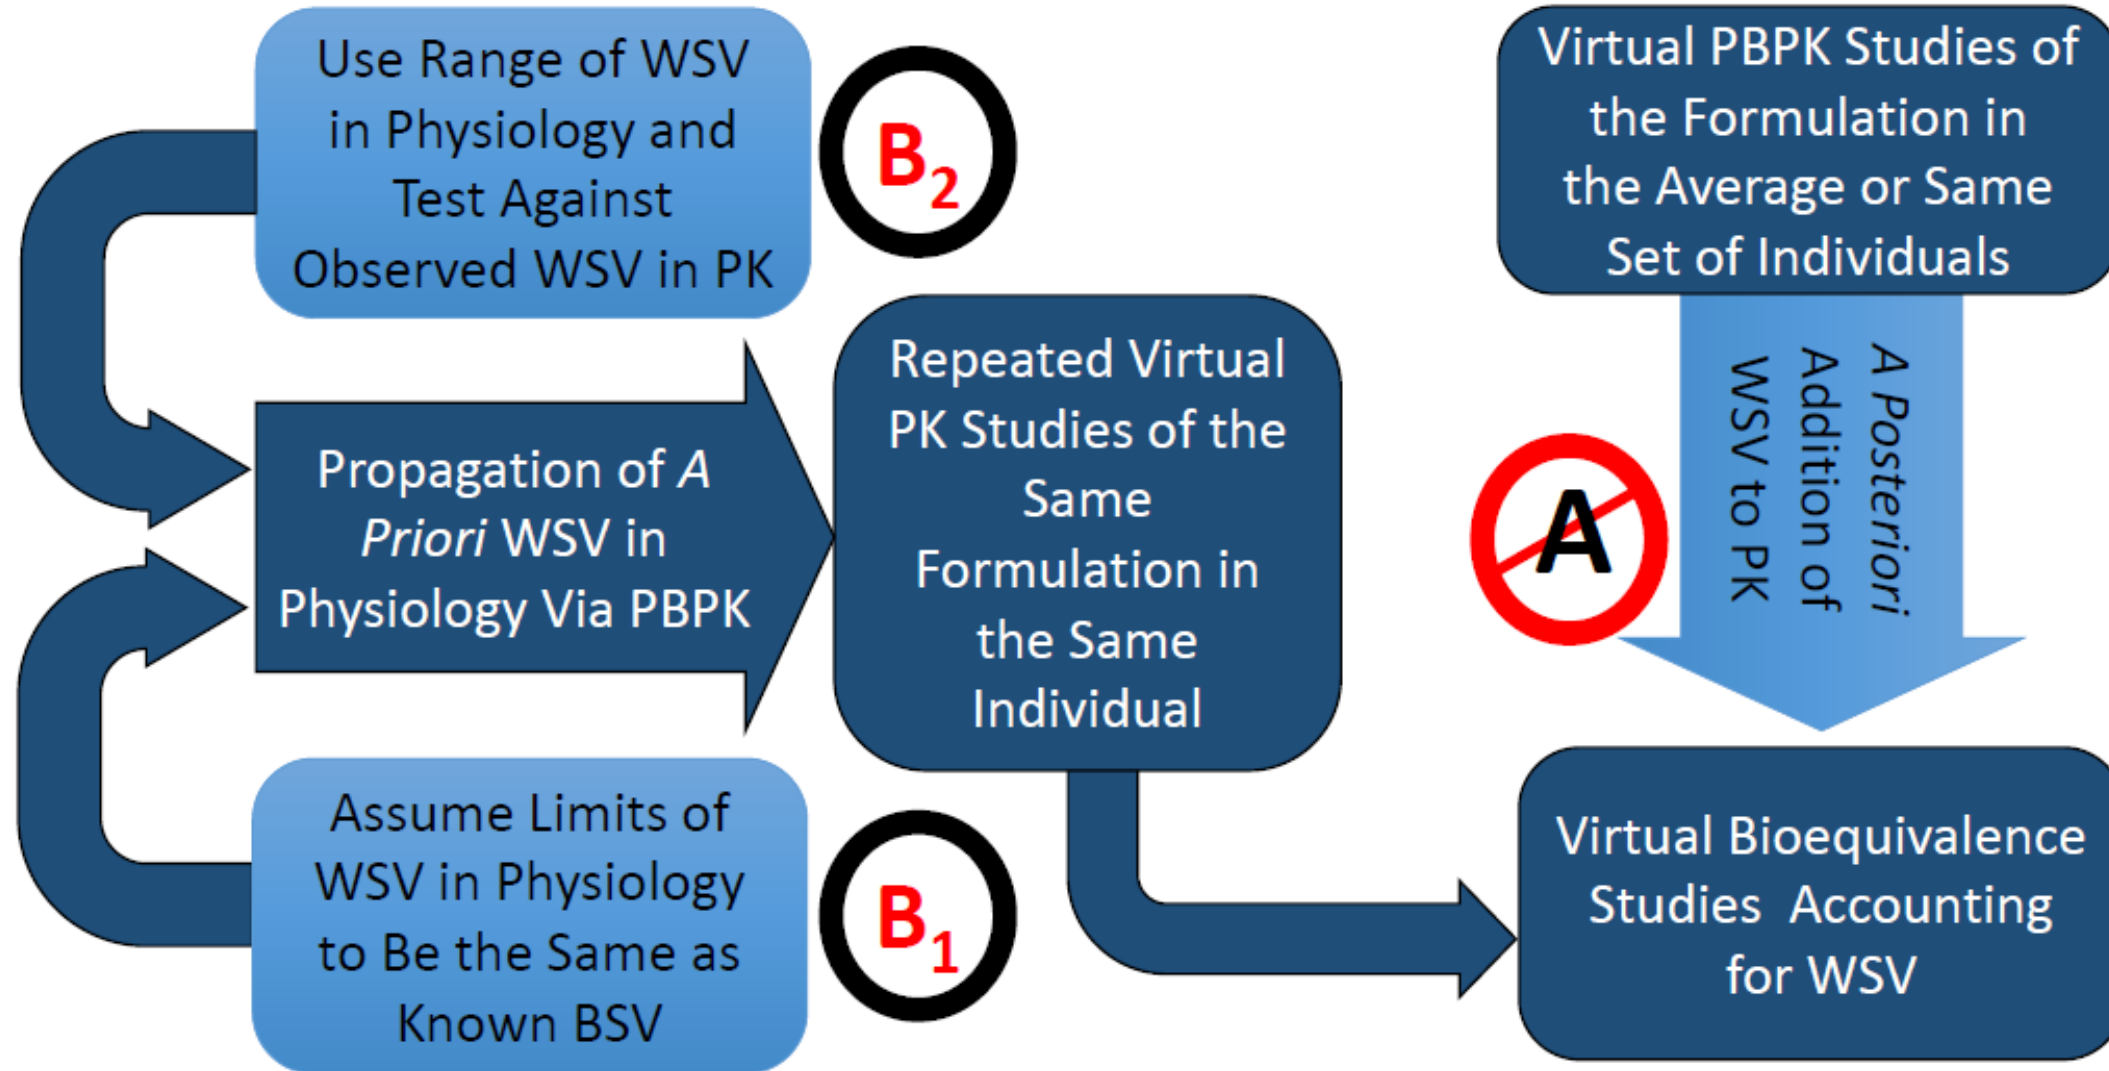 Use Range of WSV
in Physiology and
Test Against
Observed WSV in PK
B2
Propagation of A
Priori WSV in
Physiology Via PBPK
Assume Limits of
WSV in Physiology
to Be the Same as
Known BSV
B1
Repeated Virtual
PK Studies of the
Same
Formulation in
the Same
Individual
Virtual PBPK Studies of
the Formulation in
the Average or Same
Set of Individuals
A Posteriori
Addition of
WSV to PK
A
Virtual Bioequivalence
Studies Accounting
for WSV